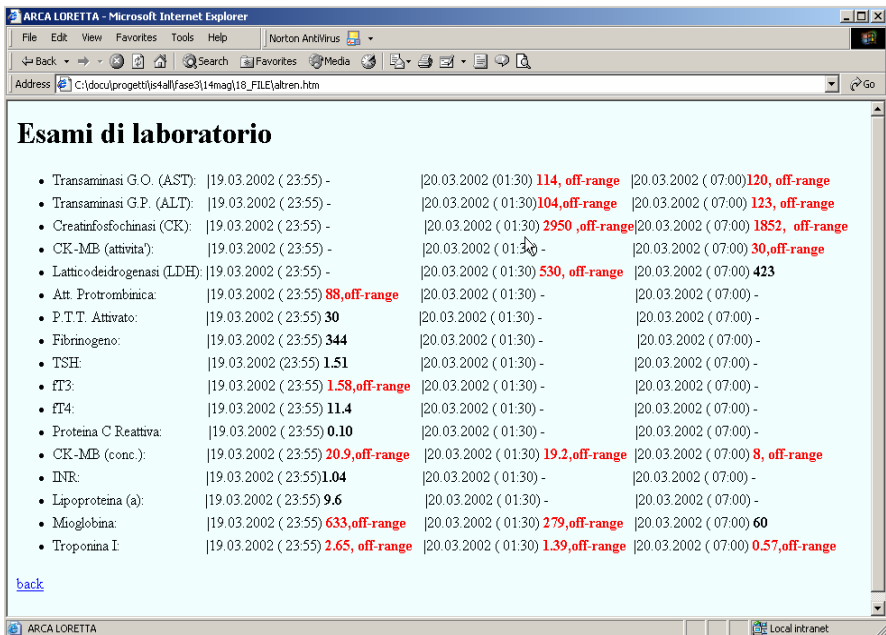 ARCA LORETTA - Microsoft Internet Explorer
File Edit View Favorites Tools Help Norton AntiVirus
Back Search Favorites Media
Address C:\docu\progetti\is4all\fase3\14mag\18_FILE\altren.htm Go
Esami di laboratorio
• Transaminasi G.O. (AST): |19.03.2002 ( 23:55) - |20.03.2002 (01:30) 114, off-range |20.03.2002 ( 07:00)120, off-range
• Transaminasi G.P. (ALT): |19.03.2002 ( 23:55) - |20.03.2002 ( 01:30)104,off-range |20.03.2002 ( 07:00) 123, off-range
• Creatinfosfochinasi (CK): |19.03.2002 ( 23:55) - |20.03.2002 ( 01:30) 2950 ,off-range|20.03.2002 ( 07:00) 1852, off-range
• CK-MB (attivita'): |19.03.2002 ( 23:55) - |20.03.2002 ( 01:30) - |20.03.2002 ( 07:00) 30,off-range
• Latticodeidrogenasi (LDH): |19.03.2002 ( 23:55) - |20.03.2002 ( 01:30) 530, off-range |20.03.2002 ( 07:00) 423
• Att. Protrombinica: |19.03.2002 ( 23:55) 88,off-range |20.03.2002 ( 01:30) - |20.03.2002 ( 07:00) -
• P.T.T. Attivato: |19.03.2002 ( 23:55) 30 |20.03.2002 ( 01:30) - |20.03.2002 ( 07:00) -
• Fibrinogeno: |19.03.2002 ( 23:55) 344 |20.03.2002 ( 01:30) - |20.03.2002 ( 07:00) -
• TSH: |19.03.2002 (23:55) 1.51 |20.03.2002 ( 01:30) - |20.03.2002 ( 07:00) -
• fT3: |19.03.2002 ( 23:55) 1.58,off-range |20.03.2002 ( 01:30) - |20.03.2002 ( 07:00) -
• fT4: |19.03.2002 ( 23:55) 11.4 |20.03.2002 ( 01:30) - |20.03.2002 ( 07:00) -
• Proteina C Reattiva: |19.03.2002 ( 23:55) 0.10 |20.03.2002 ( 01:30) - |20.03.2002 ( 07:00) -
• CK-MB (conc.): |19.03.2002 ( 23:55) 20.9,off-range |20.03.2002 ( 01:30) 19.2,off-range |20.03.2002 ( 07:00) 8, off-range
• INR: |19.03.2002 ( 23:55)1.04 |20.03.2002 ( 01:30) - |20.03.2002 ( 07:00) -
• Lipoproteina (a): |19.03.2002 ( 23:55) 9.6 |20.03.2002 ( 01:30) - |20.03.2002 ( 07:00) -
• Mioglobina: |19.03.2002 ( 23:55) 633,off-range |20.03.2002 ( 01:30) 279,off-range |20.03.2002 ( 07:00) 60
• Troponina I: |19.03.2002 ( 23:55) 2.65, off-range |20.03.2002 ( 01:30) 1.39,off-range |20.03.2002 ( 07:00) 0.57,off-range
back
ARCA LORETTA Local intranet